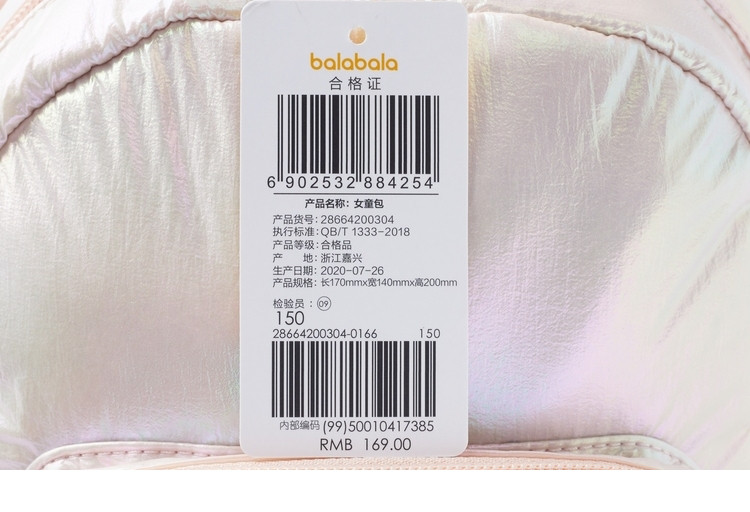 balabala
合格证
6 902532 884254
产品名称: 女童包
产品货号: 28664200304
执行标准: QB/T 1333-2018
产品等级: 合格品
产 地: 浙江嘉兴
生产日期: 2020-07-26
产品规格: 长170mmx宽140mmx高200mm
检验员: 09
150
28664200304-0166 150
内部编码 (99)50010417385
RMB 169.00